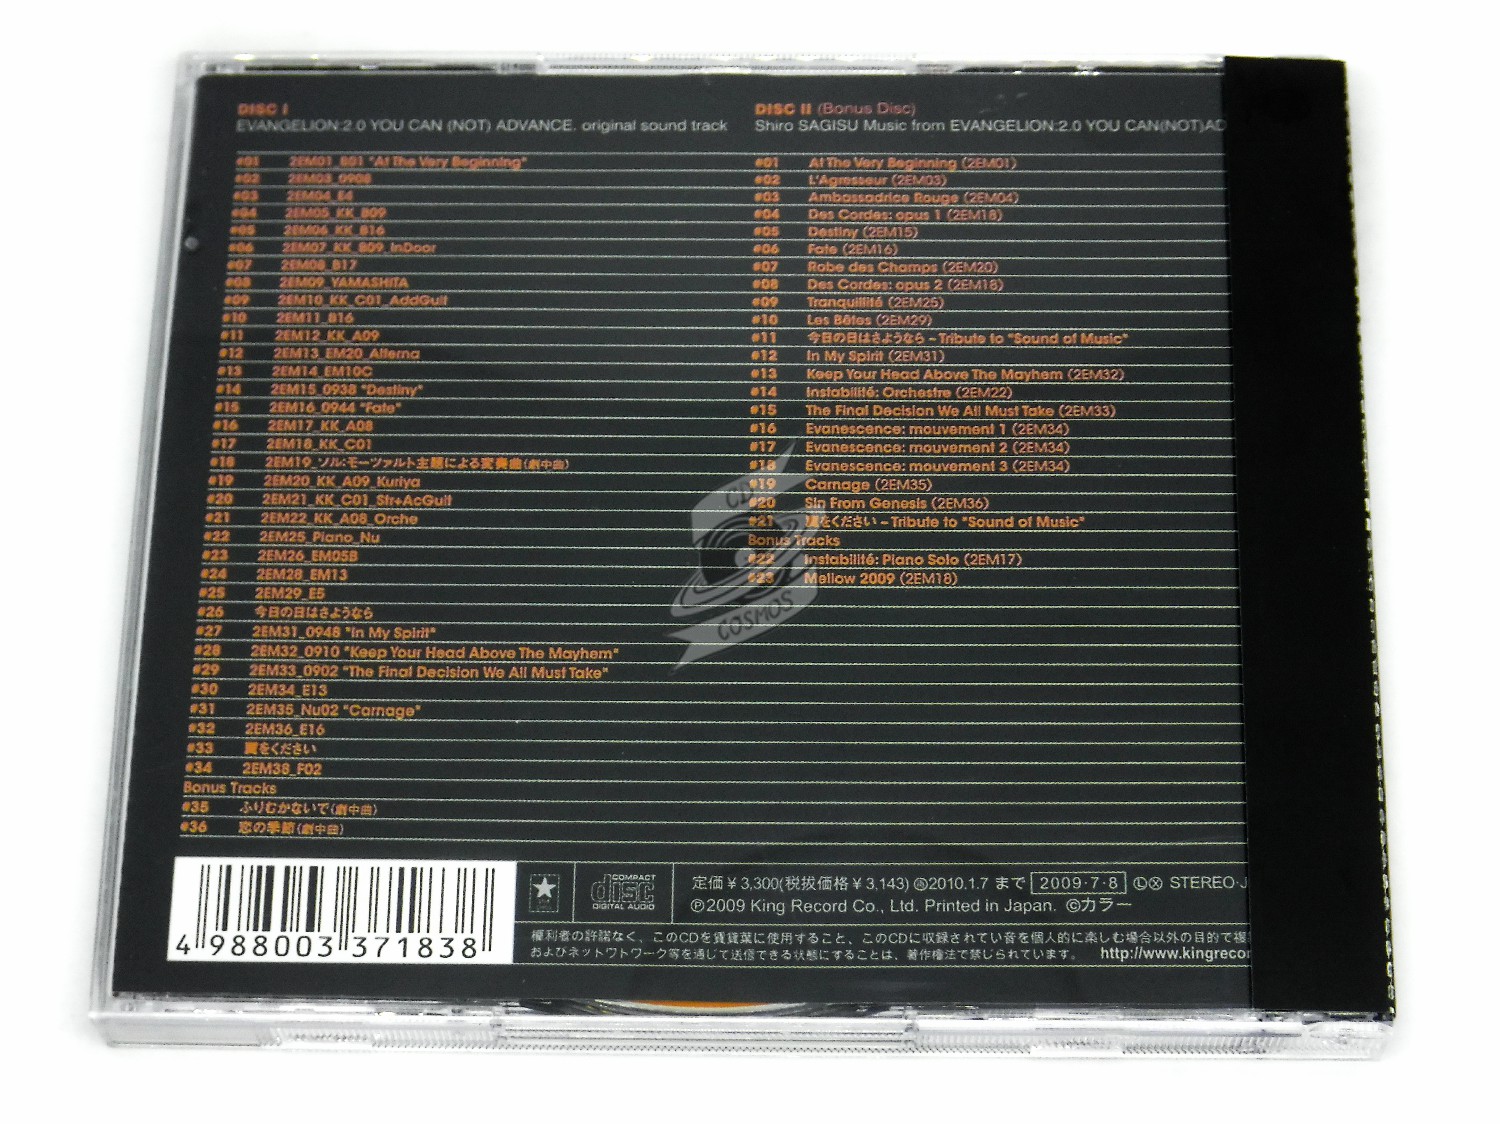 DISC I
EVANGELION:2.0 YOU CAN (NOT) ADVANCE. original sound track
#01 2EM01_B01 "At The Very Beginning"
#02 2EM03_0908
#03 2EM04_E4
#04 2EM05_KK_B09
#05 2EM06_KK_B16
#06 2EM07_KK_B09_InDoor
#07 2EM08_B17
#08 2EM09_YAMASHITA
#09 2EM10_KK_C01_AddGuit
#10 2EM11_B16
#11 2EM12_KK_A09
#12 2EM13_EM20_Alterna
#13 2EM14_EM10C
#14 2EM15_0938 "Destiny"
#15 2EM16_0944 "Fate"
#16 2EM17_KK_A08
#17 2EM18_KK_C01
#18 2EM19_ソル:モーツァルト主題による変奏曲(劇中曲)
#19 2EM20_KK_A09_Kuriya
#20 2EM21_KK_C01_Str+AcGuit
#21 2EM22_KK_A08_Orche
#22 2EM25_Piano_Nu
#23 2EM26_EM05B
#24 2EM28_EM13
#25 2EM29_E5
#26 今日の日はさようなら
#27 2EM31_0948 "In My Spirit"
#28 2EM32_0910 "Keep Your Head Above The Mayhem"
#29 2EM33_0902 "The Final Decision We All Must Take"
#30 2EM34_E13
#31 2EM35_Nu02 "Carnage"
#32 2EM36_E16
#33 翼をください
#34 2EM38_F02
Bonus Tracks
#35 ふりむかないで(劇中曲)
#36 恋の季節(劇中曲)
DISC II (Bonus Disc)
Shiro SAGISU Music from EVANGELION:2.0 YOU CAN(NOT)AD
#01 At The Very Beginning (2EM01)
#02 L'Agresseur (2EM03)
#03 Ambassadrice Rouge (2EM04)
#04 Des Cordes: opus 1 (2EM18)
#05 Destiny (2EM15)
#06 Fate (2EM16)
#07 Robe des Champs (2EM20)
#08 Des Cordes: opus 2 (2EM18)
#09 Tranquillité (2EM25)
#10 Les Bêtes (2EM29)
#11 今日の日はさようなら – Tribute to "Sound of Music"
#12 In My Spirit (2EM31)
#13 Keep Your Head Above The Mayhem (2EM32)
#14 Instabilité: Orchestre (2EM22)
#15 The Final Decision We All Must Take (2EM33)
#16 Evanescence: mouvement 1 (2EM34)
#17 Evanescence: mouvement 2 (2EM34)
#18 Evanescence: mouvement 3 (2EM34)
#19 Carnage (2EM35)
#20 Sin From Genesis (2EM36)
#21 翼をください – Tribute to "Sound of Music"
Bonus Tracks
#22 Instabilité: Piano Solo (2EM17)
#23 Mellow 2009 (2EM18)
CD
COSMOS
4 988003 371838
COMPACT
disc
DIGITAL AUDIO
定価¥3,300(税抜価格¥3,143) 2010.1.7 まで 2009・7・8 Ⓛ ⓧ STEREO・J
℗2009 King Record Co., Ltd. Printed in Japan. ©カラー
権利者の許諾なく、このCDを賃貸業に使用すること、このCDに収録されてい音を個人的に楽しむ場合以外の目的で複
およびネットワトワーク等を通じて送信できる状態にすることは、著作権法で禁じられています。 http://www.kingrecor